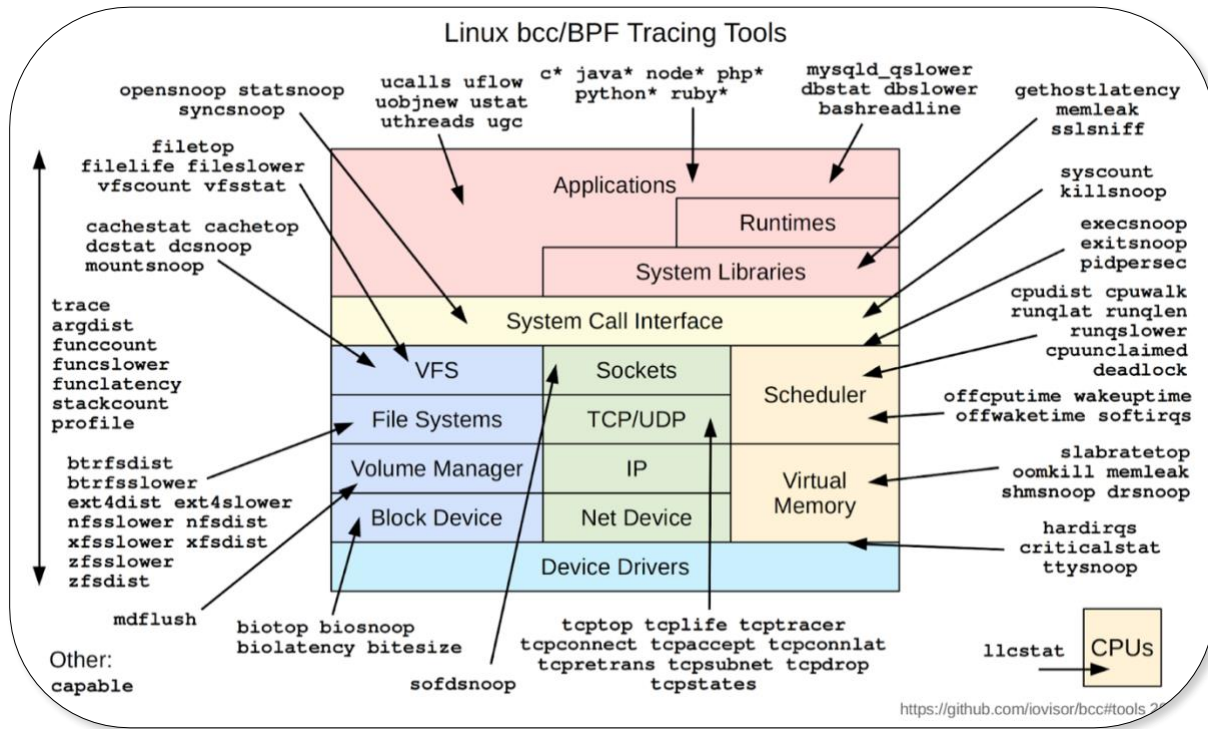 Linux bcc/BPF Tracing Tools
opensnoop statsnoop
syncsnoop
ucalls uflow
uobjnew ustat
uthreads ugc
c* java* node* php*
python* ruby*
mysqld_qslower
dbstat dbslower
bashreadline
gethostlatency
memleak
sslsniff
filetop
filelife fileslower
vfscount vfsstat
syscount
killsnoop
cachestat cachetop
dcstat dcsnoop
mountsnoop
execsnoop
exitsnoop
pidpersec
trace
argdist
funccount
funcslower
funclatency
stackcount
profile
cpudist cpuwalk
runqlat runqlen
runqslower
cpuunclaimed
deadlock
offcputime wakeuptime
offwaketime softirqs
btrfsdist
btrfsslower
ext4dist ext4slower
nfsslower nfsdist
xfsslower xfsdist
zfsslower
zfsdist
slabratetop
oomkill memleak
shmsnoop drsnoop
hardirqs
criticalstat
ttysnoop
Applications
Runtimes
System Libraries
System Call Interface
VFS
Sockets
Scheduler
File Systems
TCP/UDP
Volume Manager
IP
Virtual
Memory
Block Device
Net Device
Device Drivers
mdflush
biotop biosnoop
biolatency bitesize
sofdsnoop
tcptop tcplife tcptracer
tcpconnect tcpaccept tcpconnlat
tcpretrans tcpsubnet tcpdrop
tcpstates
llcstat
CPUs
Other:
capable
https://github.com/iovisor/bcc#tools